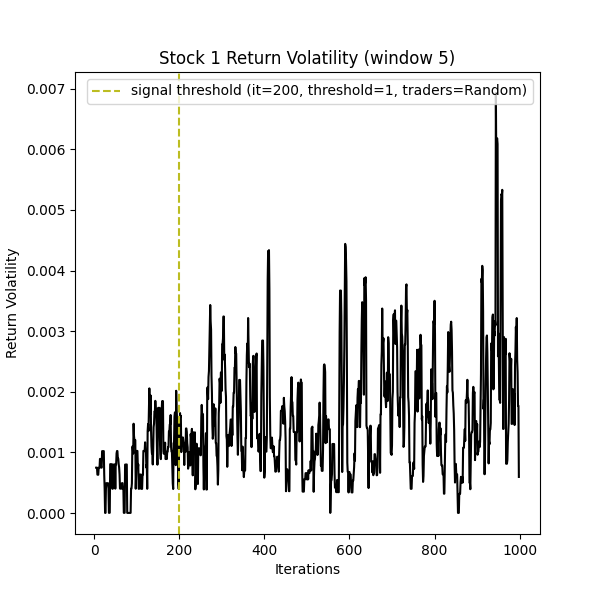 Stock 1 Return Volatility (window 5)
signal threshold (it=200, threshold=1, traders=Random)
Return Volatility
0.007
0.006
0.005
0.004
0.003
0.002
0.001
0.000
0 200 400 600 800 1000
Iterations